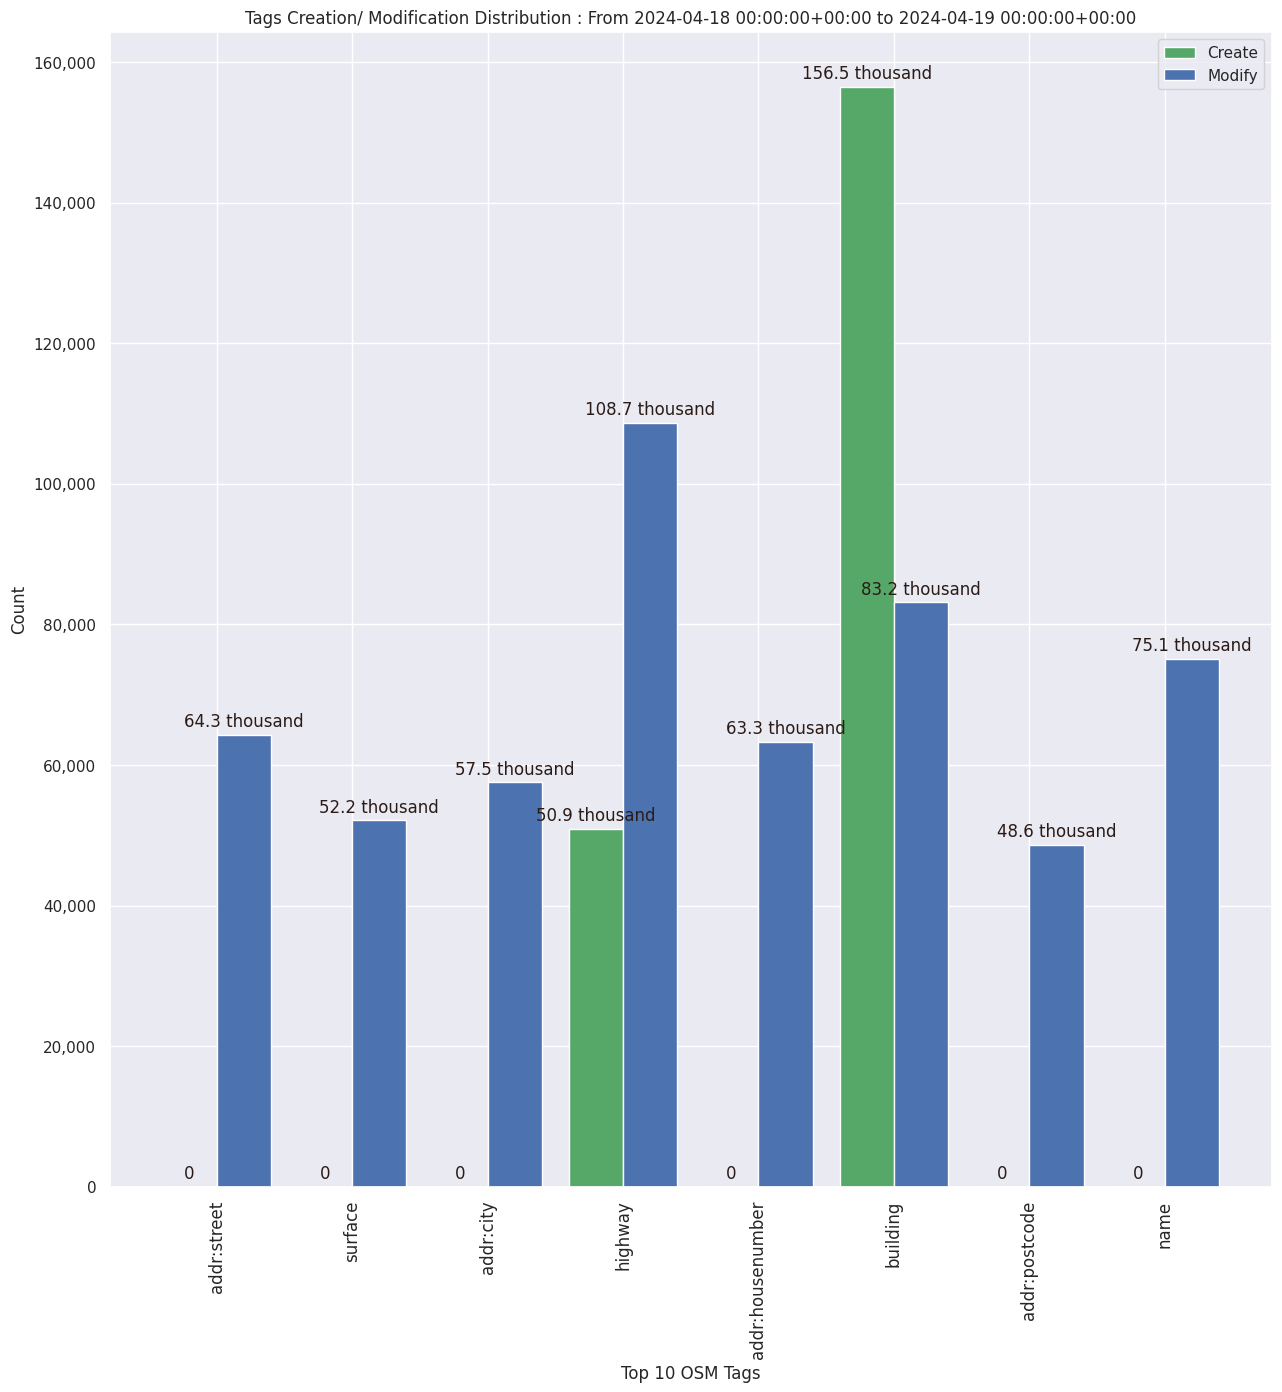 Tags Creation/ Modification Distribution : From 2024-04-18 00:00:00+00:00 to 2024-04-19 00:00:00+00:00
Create
Modify
160,000
140,000
120,000
100,000
80,000
60,000
40,000
20,000
0
Count
156.5 thousand
108.7 thousand
83.2 thousand
75.1 thousand
64.3 thousand
63.3 thousand
57.5 thousand
52.2 thousand
50.9 thousand
48.6 thousand
0
0
0
0
0
0
addr:street
surface
addr:city
highway
addr:housenumber
building
addr:postcode
name
Top 10 OSM Tags